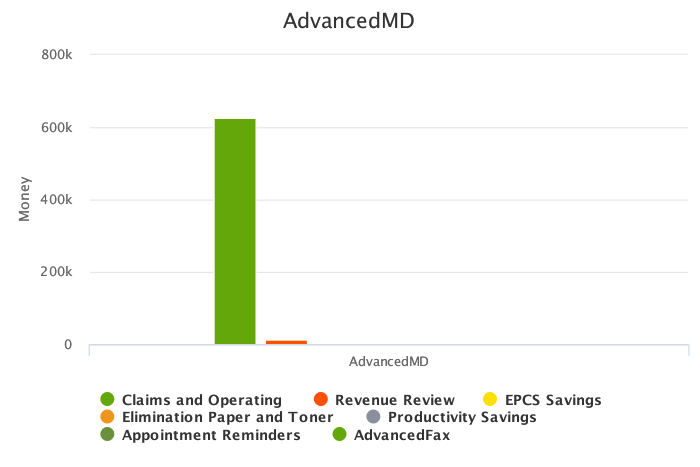 AdvancedMD
800k
600k
400k
200k
0
Money
AdvancedMD
Claims and Operating Revenue Review EPCS Savings
Elimination Paper and Toner Productivity Savings
Appointment Reminders AdvancedFax